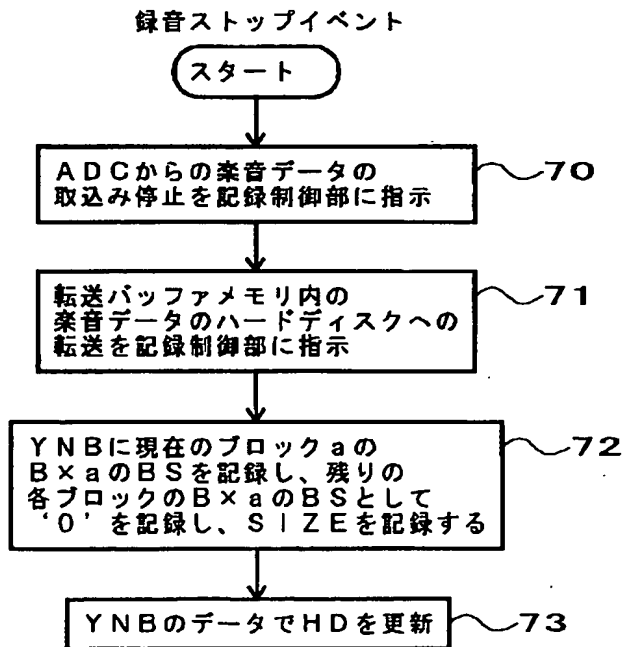 録音ストップイベント
スタート
ADCからの楽音データの
取込み停止を記録制御部に指示
70
転送バッファメモリ内の
楽音データのハードディスクへの
転送を記録制御部に指示
71
YNBに現在のブロックaの
B×aのBSを記録し、残りの
各ブロックのB×aのBSとして
‘0’を記録し、SIZEを記録する
72
YNBのデータでHDを更新
73